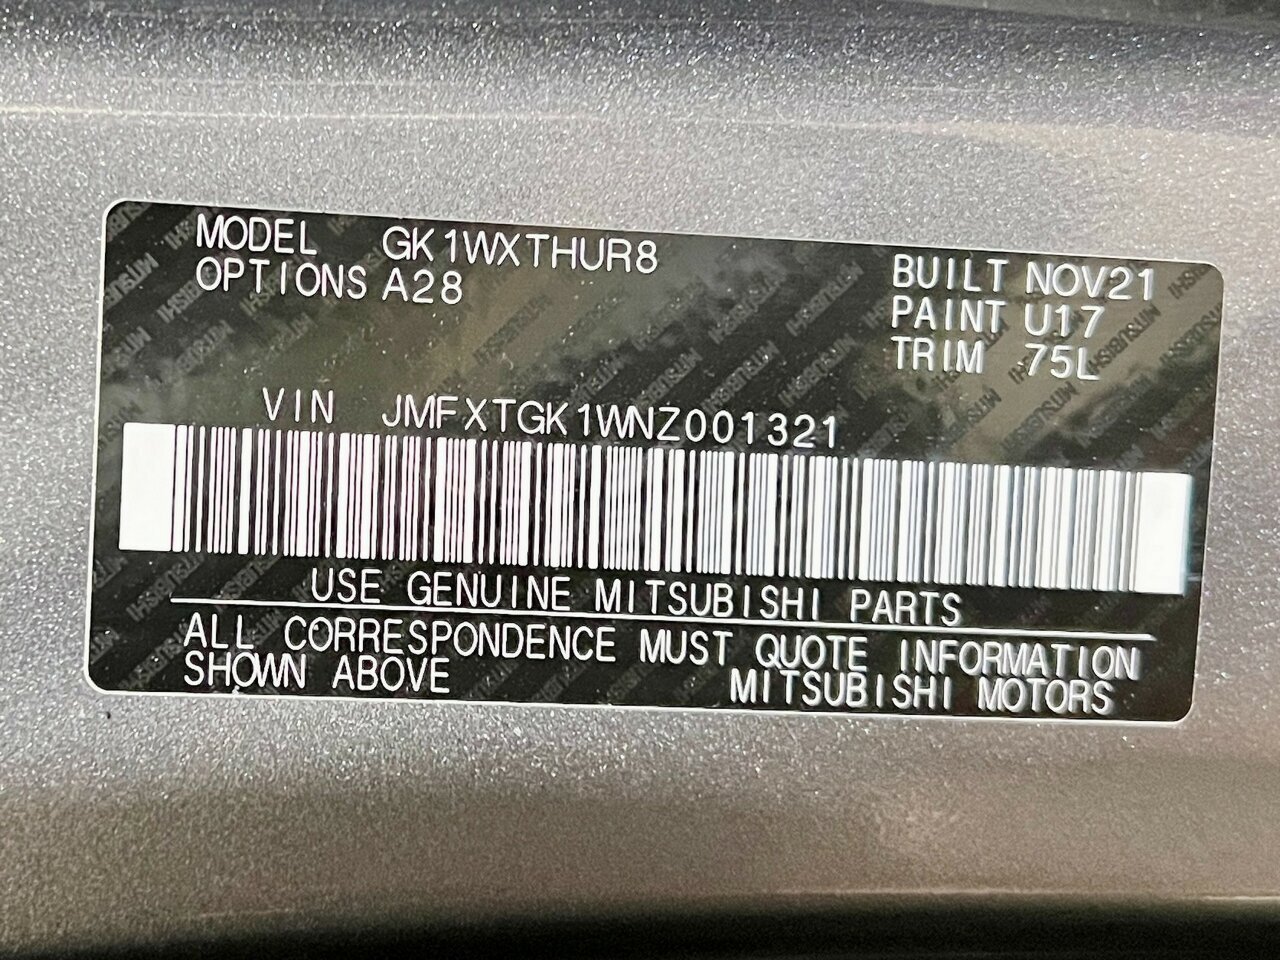 MODEL GK1WXTHUR8
OPTIONS A28
BUILT NOV21
PAINT U17
TRIM 75L
VIN JMFXTGK1WNZ001321
USE GENUINE MITSUBISHI PARTS
ALL CORRESPONDENCE MUST QUOTE INFORMATION
SHOWN ABOVE MITSUBISHI MOTORS